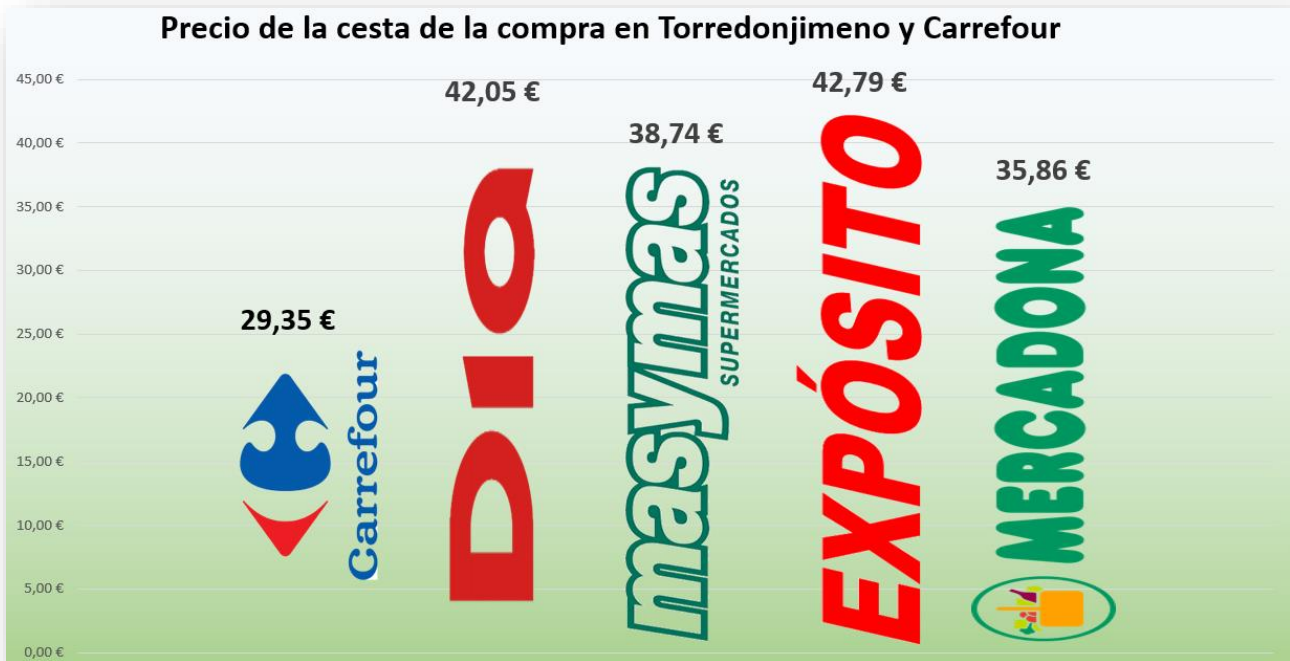 Precio de la cesta de la compra en Torredonjimeno y Carrefour
45,00 €
40,00 €
35,00 €
30,00 €
25,00 €
20,00 €
15,00 €
10,00 €
5,00 €
0,00 €
29,35 €
Carrefour
42,05 €
Dia
38,74 €
masymas
SUPERMERCADOS
42,79 €
EXPÓSITO
35,86 €
MERCADONA